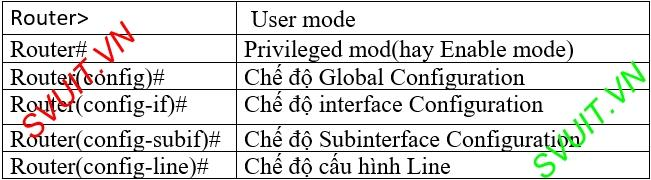 Router> User mode
Router# Privileged mod(hay Enable mode)
Router(config)# Chế độ Global Configuration
Router(config-if)# Chế độ interface Configuration
Router(config-subif)# Chế độ Subinterface Configuration
Router(config-line)# Chế độ cấu hình Line
SVUIT.VN
SVUIT.VN